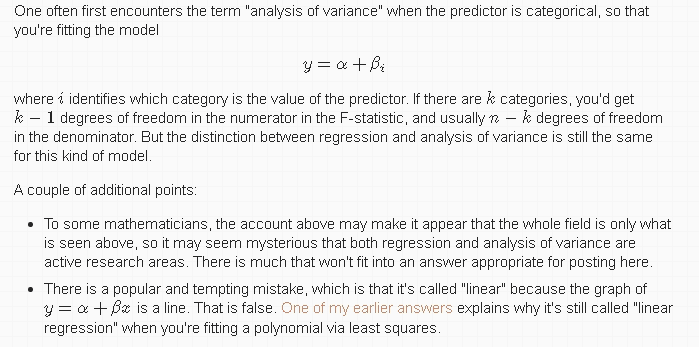 One often first encounters the term "analysis of variance" when the predictor is categorical, so that
you're fitting the model
y = α + βᵢ
where i identifies which category is the value of the predictor. If there are k categories, you'd get
k − 1 degrees of freedom in the numerator in the F-statistic, and usually n − k degrees of freedom
in the denominator. But the distinction between regression and analysis of variance is still the same
for this kind of model.
A couple of additional points:
• To some mathematicians, the account above may make it appear that the whole field is only what
is seen above, so it may seem mysterious that both regression and analysis of variance are
active research areas. There is much that won't fit into an answer appropriate for posting here.
• There is a popular and tempting mistake, which is that it's called "linear" because the graph of
y = α + βx is a line. That is false. One of my earlier answers explains why it's still called "linear
regression" when you're fitting a polynomial via least squares.